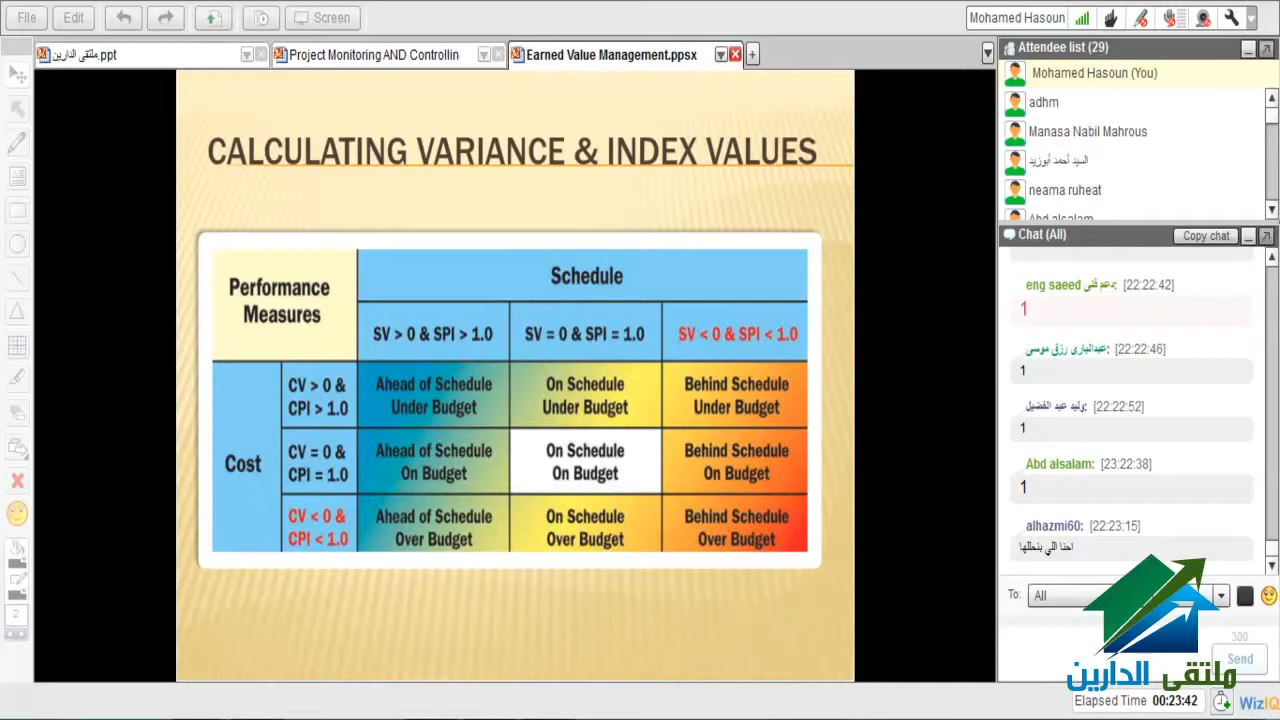 File
Edit
Screen
Mohamed Hasoun
ملتقى الدارين.ppt
Project Monitoring AND Controllin
Earned Value Management.ppsx
CALCULATING VARIANCE & INDEX VALUES
Performance
Measures
Schedule
SV > 0 & SPI > 1.0
SV = 0 & SPI = 1.0
SV < 0 & SPI < 1.0
Cost
CV > 0 &
CPI > 1.0
Ahead of Schedule
Under Budget
On Schedule
Under Budget
Behind Schedule
Under Budget
CV = 0 &
CPI = 1.0
Ahead of Schedule
On Budget
On Schedule
On Budget
Behind Schedule
On Budget
CV < 0 &
CPI < 1.0
Ahead of Schedule
Over Budget
On Schedule
Over Budget
Behind Schedule
Over Budget
2
Attendee list (29)
Mohamed Hasoun (You)
adhm
Manasa Nabil Mahrous
السيد أحمد أبوزيد
neama ruheat
Abd alsalam
Chat (All)
Copy chat
eng saeed دعم فنى: [22:22:42]
1
عبدالبارى رزق موسى: [22:22:46]
1
وليد عبد الفضيل: [22:22:52]
1
Abd alsalam: [23:22:38]
1
alhazmi60: [22:23:15]
احنا اللي بنحللها
To:
All
300
Send
ملتقى الدارين
Elapsed Time 00:23:42
WizIQ